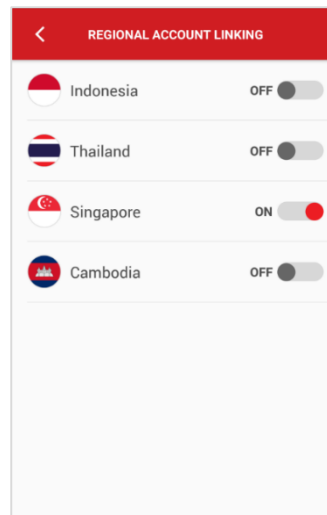 REGIONAL ACCOUNT LINKING
Indonesia OFF
Thailand OFF
Singapore ON
Cambodia OFF